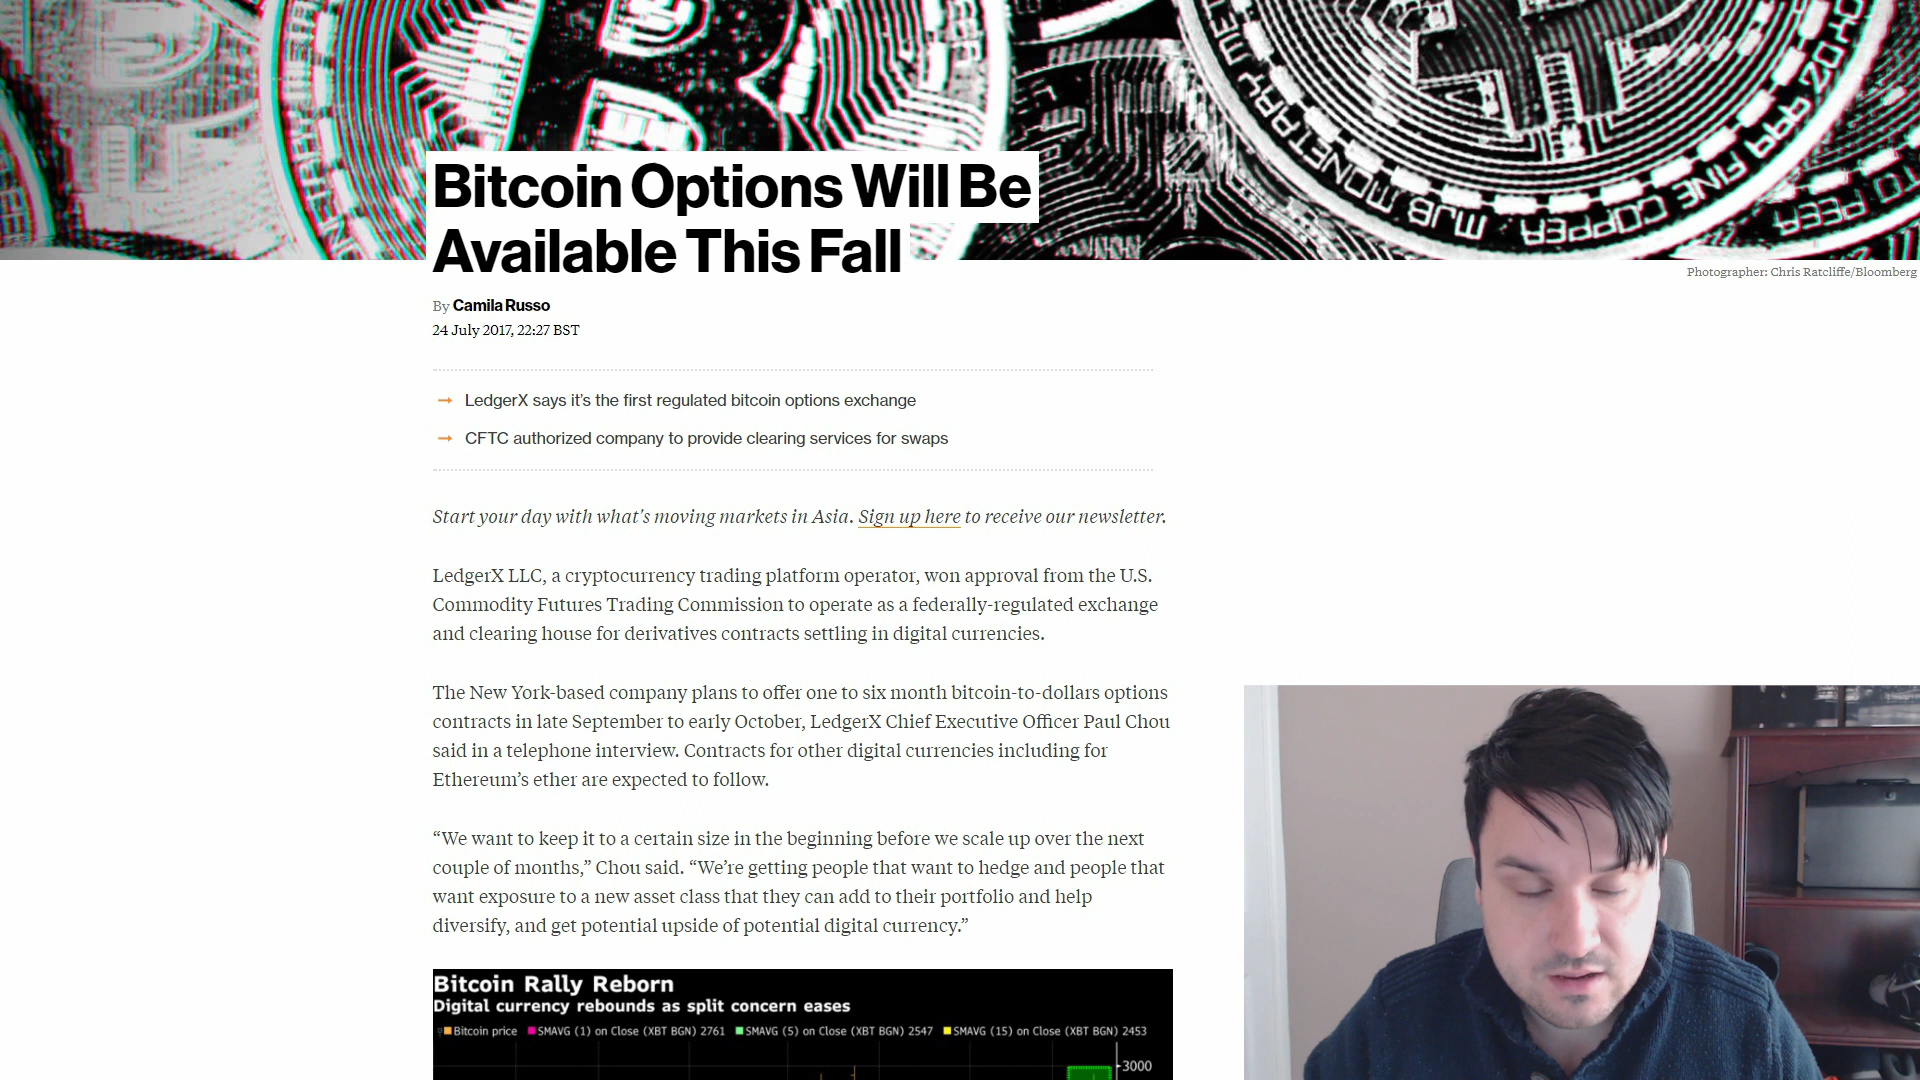 MONETARY MET
MJB MONETARY MET
FINE COPPER
999
TO PEER
Bitcoin Options Will Be
Available This Fall
Photographer: Chris Ratcliffe/Bloomberg
By Camila Russo
24 July 2017, 22:27 BST
→ LedgerX says it’s the first regulated bitcoin options exchange
→ CFTC authorized company to provide clearing services for swaps
Start your day with what's moving markets in Asia. Sign up here to receive our newsletter.
LedgerX LLC, a cryptocurrency trading platform operator, won approval from the U.S.
Commodity Futures Trading Commission to operate as a federally-regulated exchange
and clearing house for derivatives contracts settling in digital currencies.
The New York-based company plans to offer one to six month bitcoin-to-dollars options
contracts in late September to early October, LedgerX Chief Executive Officer Paul Chou
said in a telephone interview. Contracts for other digital currencies including for
Ethereum’s ether are expected to follow.
“We want to keep it to a certain size in the beginning before we scale up over the next
couple of months,” Chou said. “We’re getting people that want to hedge and people that
want exposure to a new asset class that they can add to their portfolio and help
diversify, and get potential upside of potential digital currency.”
Bitcoin Rally Reborn
Digital currency rebounds as split concern eases
Bitcoin price SMAVG (1) on Close (XBT BGN) 2761 SMAVG (5) on Close (XBT BGN) 2547 SMAVG (15) on Close (XBT BGN) 2453
3000